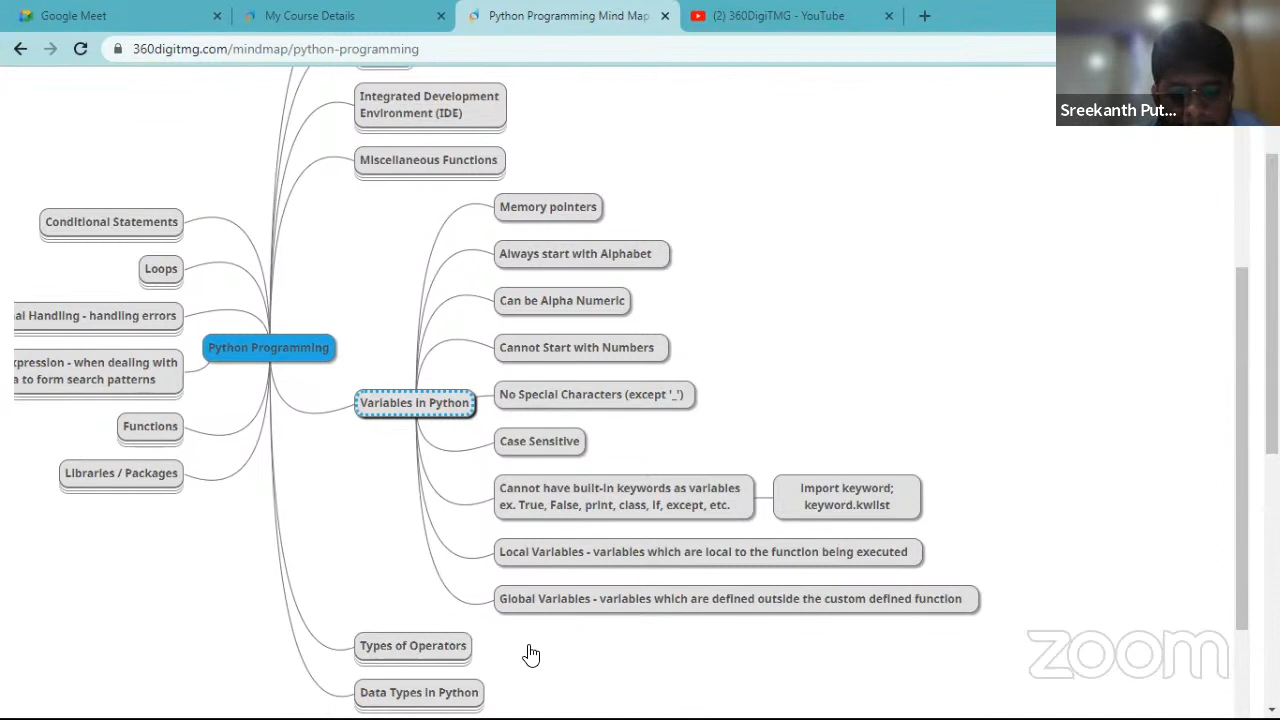 Google Meet
My Course Details
Python Programming Mind Map
(2) 360DigiTMG - YouTube
360digitmg.com/mindmap/python-programming
Sreekanth Put...
Integrated Development
Environment (IDE)
Miscellaneous Functions
Memory pointers
Conditional Statements
Always start with Alphabet
Loops
Can be Alpha Numeric
al Handling - handling errors
Python Programming
Cannot Start with Numbers
xpression - when dealing with
a to form search patterns
Variables in Python
No Special Characters (except '_')
Functions
Case Sensitive
Libraries / Packages
Cannot have built-in keywords as variables
ex. True, False, print, class, if, except, etc.
import keyword;
keyword.kwlist
Local Variables - variables which are local to the function being executed
Global Variables - variables which are defined outside the custom defined function
Types of Operators
Data Types in Python
zoom